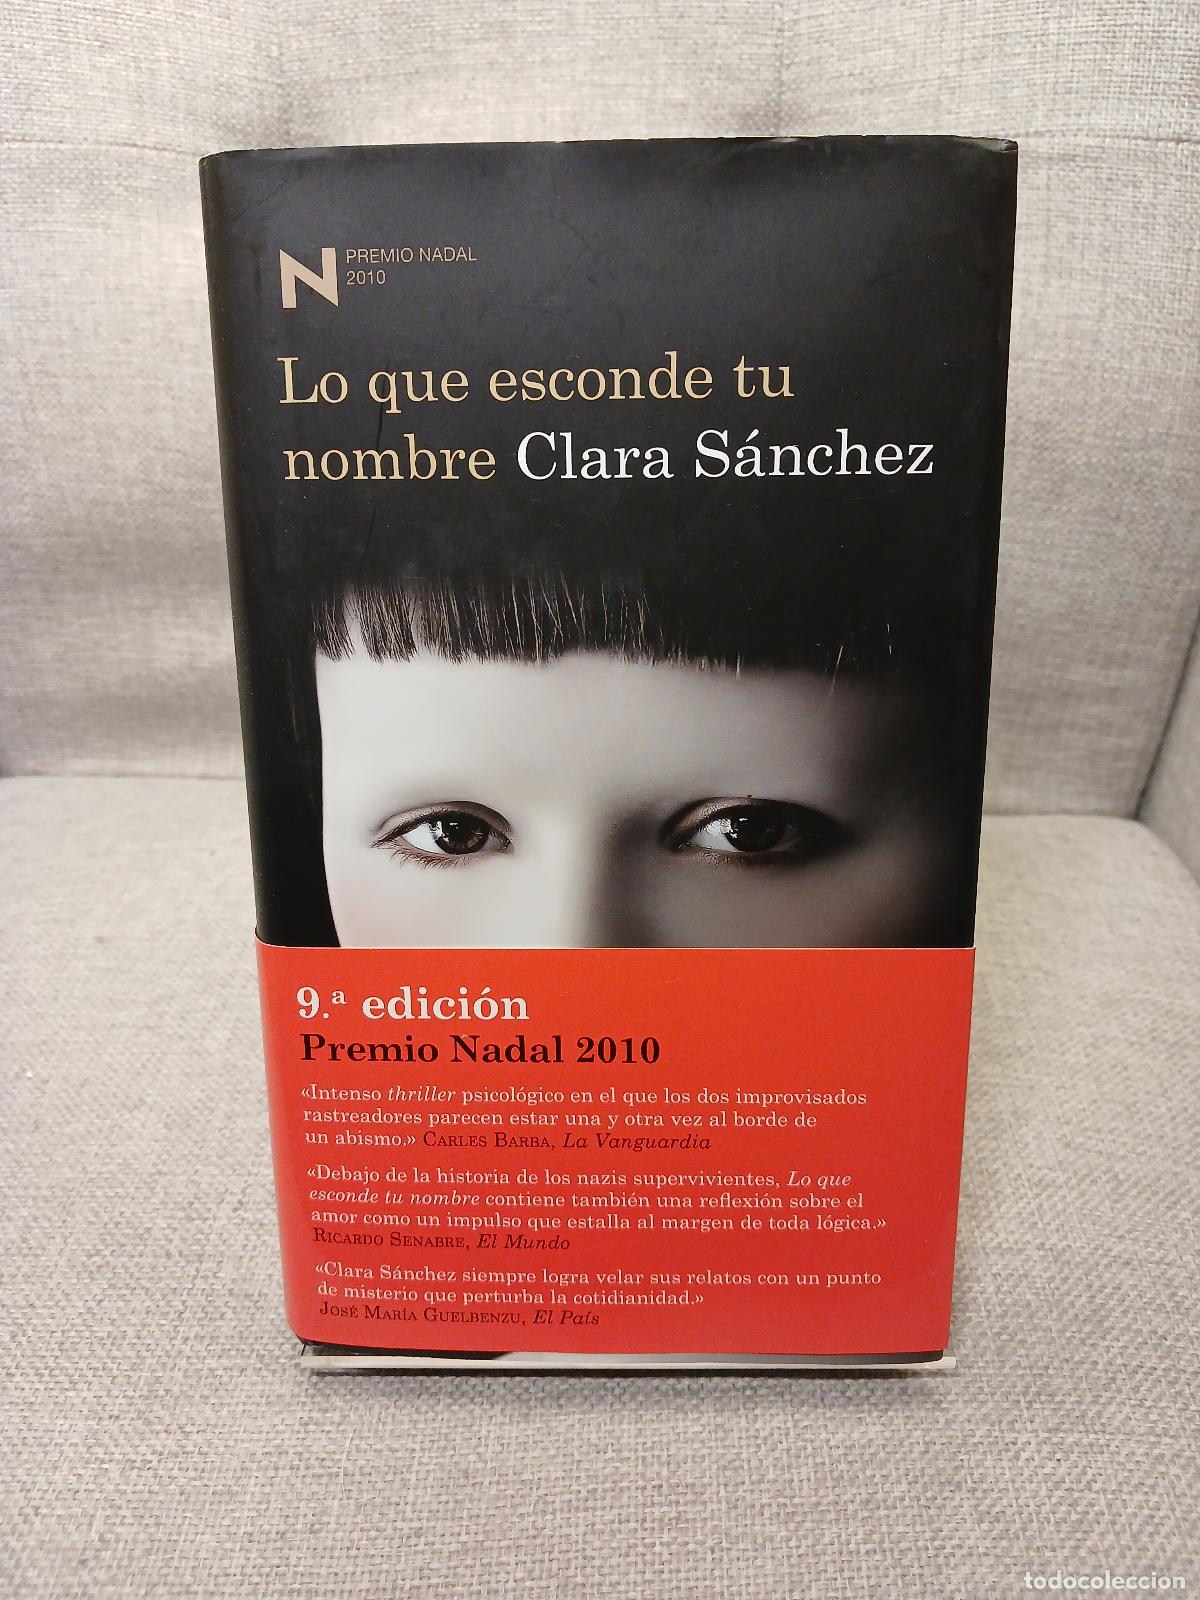 N PREMIO NADAL
2010
Lo que esconde tu
nombre Clara Sánchez
9.ª edición
Premio Nadal 2010
«Intenso thriller psicológico en el que los dos improvisados
rastreadores parecen estar una y otra vez al borde de
un abismo.» CARLES BARBA, La Vanguardia
«Debajo de la historia de los nazis supervivientes, Lo que
esconde tu nombre contiene también una reflexión sobre el
amor como un impulso que estalla al margen de toda lógica.»
RICARDO SENABRE, El Mundo
«Clara Sánchez siempre logra velar sus relatos con un punto
de misterio que perturba la cotidianidad.»
JOSÉ MARÍA GUELBENZU, El País
todocoleccion